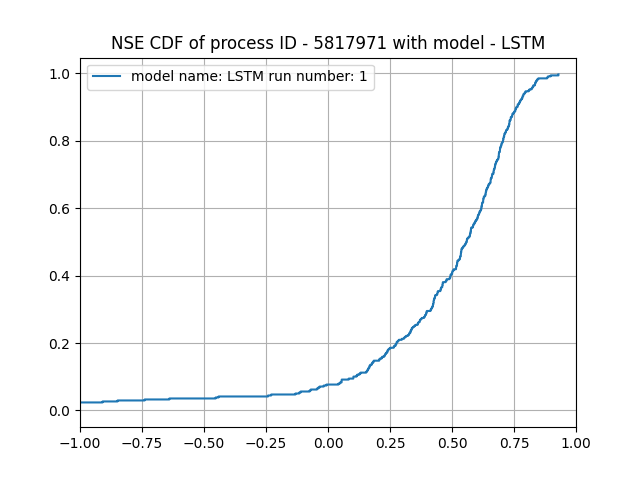 NSE CDF of process ID - 5817971 with model - LSTM
model name: LSTM run number: 1
1.0
0.8
0.6
0.4
0.2
0.0
−1.00 −0.75 −0.50 −0.25 0.00 0.25 0.50 0.75 1.00